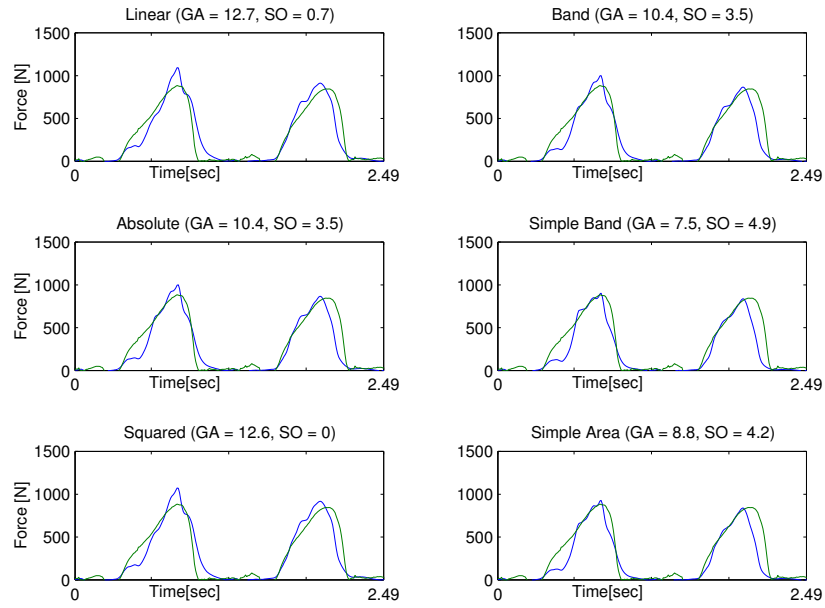 Linear (GA = 12.7, SO = 0.7)
1500
1000
500
0
Force [N]
Time[sec]
0
2.49
Band (GA = 10.4, SO = 3.5)
1500
1000
500
0
Time[sec]
0
2.49
Absolute (GA = 10.4, SO = 3.5)
1500
1000
500
0
Force [N]
Time[sec]
0
2.49
Simple Band (GA = 7.5, SO = 4.9)
1500
1000
500
0
Time[sec]
0
2.49
Squared (GA = 12.6, SO = 0)
1500
1000
500
0
Force [N]
Time[sec]
0
2.49
Simple Area (GA = 8.8, SO = 4.2)
1500
1000
500
0
Time[sec]
0
2.49